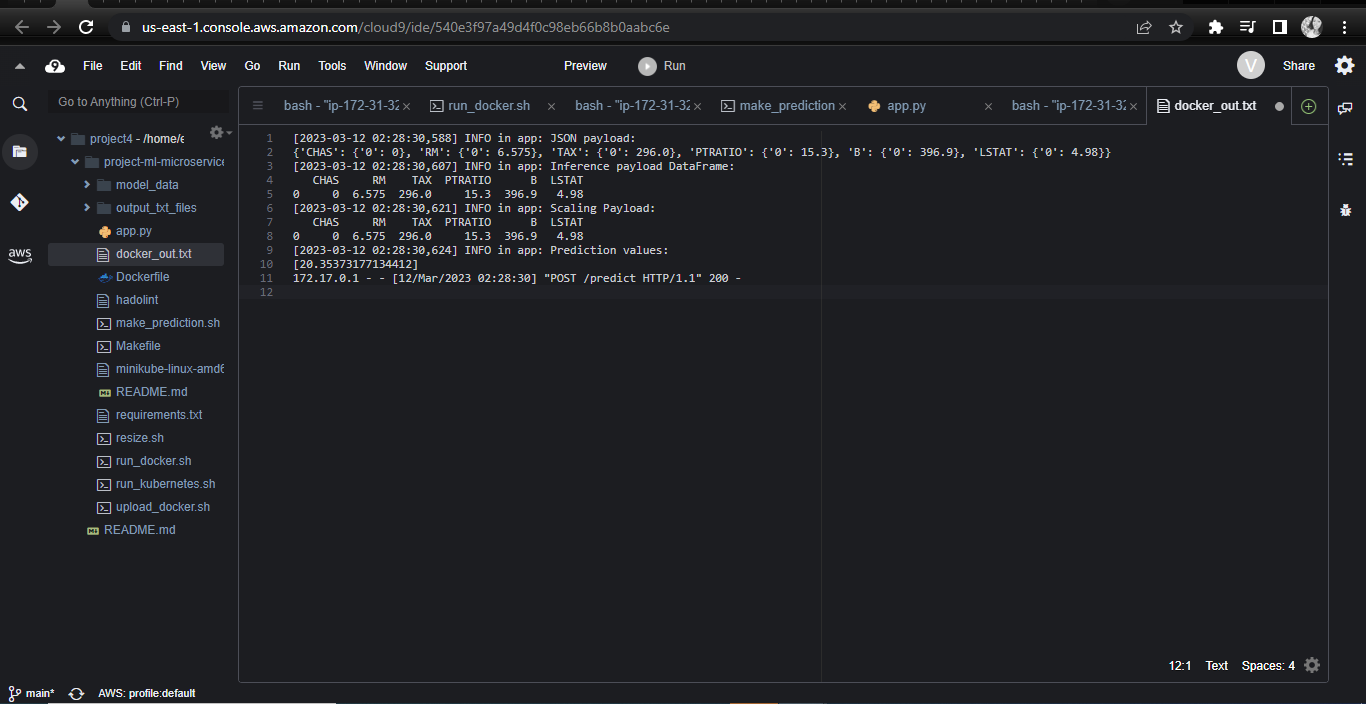 us-east-1.console.aws.amazon.com/cloud9/ide/540e3f97a49d4f0c98eb66b8b0aabc6e
9 File Edit Find View Go Run Tools Window Support Preview Run V Share
Go to Anything (Ctrl-P)
bash - "ip-172-31-32 × run_docker.sh × bash - "ip-172-31-32 × make_prediction × app.py × bash - "ip-172-31-32 × docker_out.txt
project4 - /home/e
project-ml-microservice
model_data
output_txt_files
app.py
docker_out.txt
Dockerfile
hadolint
make_prediction.sh
Makefile
minikube-linux-amd6
README.md
requirements.txt
resize.sh
run_docker.sh
run_kubernetes.sh
upload_docker.sh
README.md
aws
1 [2023-03-12 02:28:30,588] INFO in app: JSON payload:
2 {'CHAS': {'0': 0}, 'RM': {'0': 6.575}, 'TAX': {'0': 296.0}, 'PTRATIO': {'0': 15.3}, 'B': {'0': 396.9}, 'LSTAT': {'0': 4.98}}
3 [2023-03-12 02:28:30,607] INFO in app: Inference payload DataFrame:
4    CHAS     RM    TAX  PTRATIO      B  LSTAT
5 0     0  6.575  296.0     15.3  396.9   4.98
6 [2023-03-12 02:28:30,621] INFO in app: Scaling Payload:
7    CHAS     RM    TAX  PTRATIO      B  LSTAT
8 0     0  6.575  296.0     15.3  396.9   4.98
9 [2023-03-12 02:28:30,624] INFO in app: Prediction values:
10 [20.35373177134412]
11 172.17.0.1 - - [12/Mar/2023 02:28:30] "POST /predict HTTP/1.1" 200 -
12
12:1 Text Spaces: 4
main* AWS: profile:default